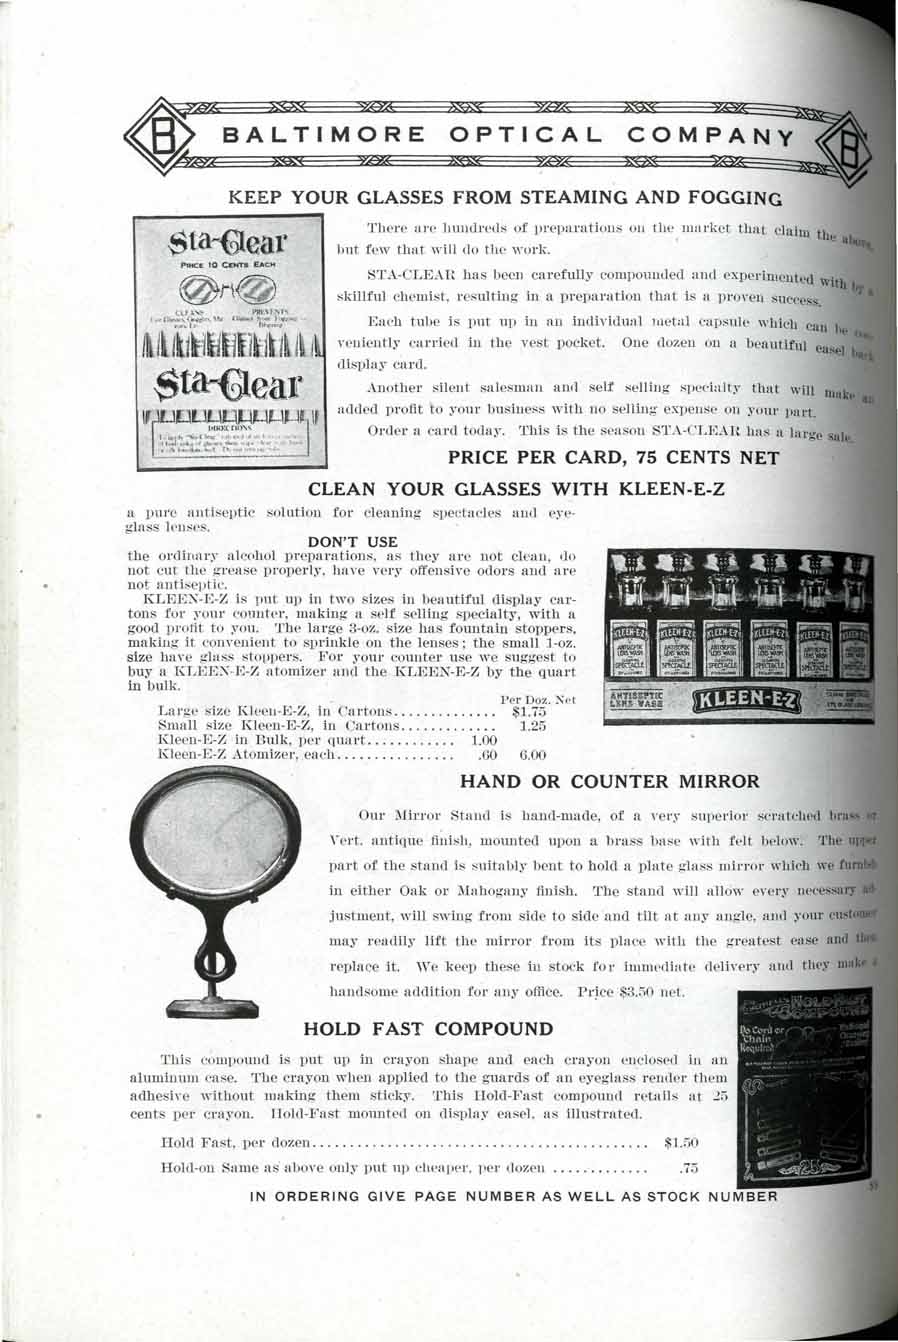 B BALTIMORE OPTICAL COMPANY B
KEEP YOUR GLASSES FROM STEAMING AND FOGGING
Sta-Clear
PRICE 10 CENTS EACH
CLEANS PREVENTS
Sta-Clear
DIRECTIONS
There are hundreds of preparations on the market that claim the above,
but few that will do the work.
STA-CLEAR has been carefully compounded and experimented with by a
skillful chemist, resulting in a preparation that is a proven success.
Each tube is put up in an individual metal capsule which can be
veniently carried in the vest pocket. One dozen on a beautiful easel back
display card.
Another silent salesman and self selling specialty that will make an
added profit to your business with no selling expense on your part.
Order a card today. This is the season STA-CLEAR has a large sale.
PRICE PER CARD, 75 CENTS NET
CLEAN YOUR GLASSES WITH KLEEN-E-Z
a pure antiseptic solution for cleaning spectacles and eye-
glass lenses.
DON'T USE
the ordinary alcohol preparations, as they are not clean, do
not cut the grease properly, have very offensive odors and are
not antiseptic.
KLEEN-E-Z is put up in two sizes in beautiful display car-
tons for your counter, making a self selling specialty, with a
good profit to you. The large 3-oz. size has fountain stoppers,
making it convenient to sprinkle on the lenses; the small 1-oz.
size have glass stoppers. For your counter use we suggest to
buy a KLEEN-E-Z atomizer and the KLEEN-E-Z by the quart
in bulk.
Per Doz. Net
Large size Kleen-E-Z, in Cartons.............. $1.75
Small size Kleen-E-Z, in Cartons............. 1.25
Kleen-E-Z in Bulk, per quart............ 1.00
Kleen-E-Z Atomizer, each................ .60 6.00
KLEEN-E-Z KLEEN-E-Z KLEEN-E-Z KLEEN-E-Z KLEEN-E-Z KLEEN-E-Z
ANTISEPTIC
LENS WASH
KLEEN-E-Z
HAND OR COUNTER MIRROR
Our Mirror Stand is hand-made, of a very superior scratched brass or
Vert. antique finish, mounted upon a brass base with felt below. The upper
part of the stand is suitably bent to hold a plate glass mirror which we furnish
in either Oak or Mahogany finish. The stand will allow every necessary ad-
justment, will swing from side to side and tilt at any angle, and your customer
may readily lift the mirror from its place with the greatest ease and then
replace it. We keep these in stock for immediate delivery and they make a
handsome addition for any office. Price $3.50 net.
HOLD FAST COMPOUND
This compound is put up in crayon shape and each crayon enclosed in an
aluminum case. The crayon when applied to the guards of an eyeglass render them
adhesive without making them sticky. This Hold-Fast compound retails at 25
cents per crayon. Hold-Fast mounted on display easel, as illustrated.
HOLD-FAST
COMPOUND
No Cord or
Chain
Required
25¢
Hold Fast, per dozen............................................. $1.50
Hold-on Same as above only put up cheaper, per dozen ............. .75
IN ORDERING GIVE PAGE NUMBER AS WELL AS STOCK NUMBER